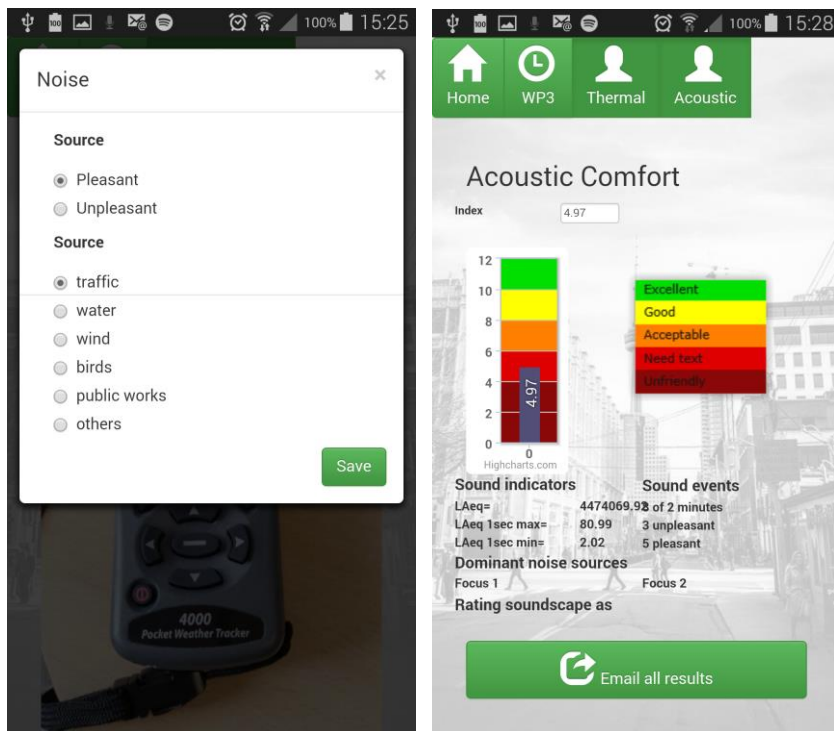 100% 15:25
Noise ×
Source
Pleasant
Unpleasant
Source
traffic
water
wind
birds
public works
others
Save
4000
Pocket Weather Tracker
100% 15:28
Home WP3 Thermal Acoustic
Acoustic Comfort
Index 4.97
12
10
8
6
4
2
0
4.97
0
Highcharts.com
Excellent
Good
Acceptable
Need text
Unfriendly
Sound indicators Sound events
LAeq= 4474069.93 of 2 minutes
LAeq 1sec max= 80.99 3 unpleasant
LAeq 1sec min= 2.02 5 pleasant
Dominant noise sources
Focus 1 Focus 2
Rating soundscape as
Email all results